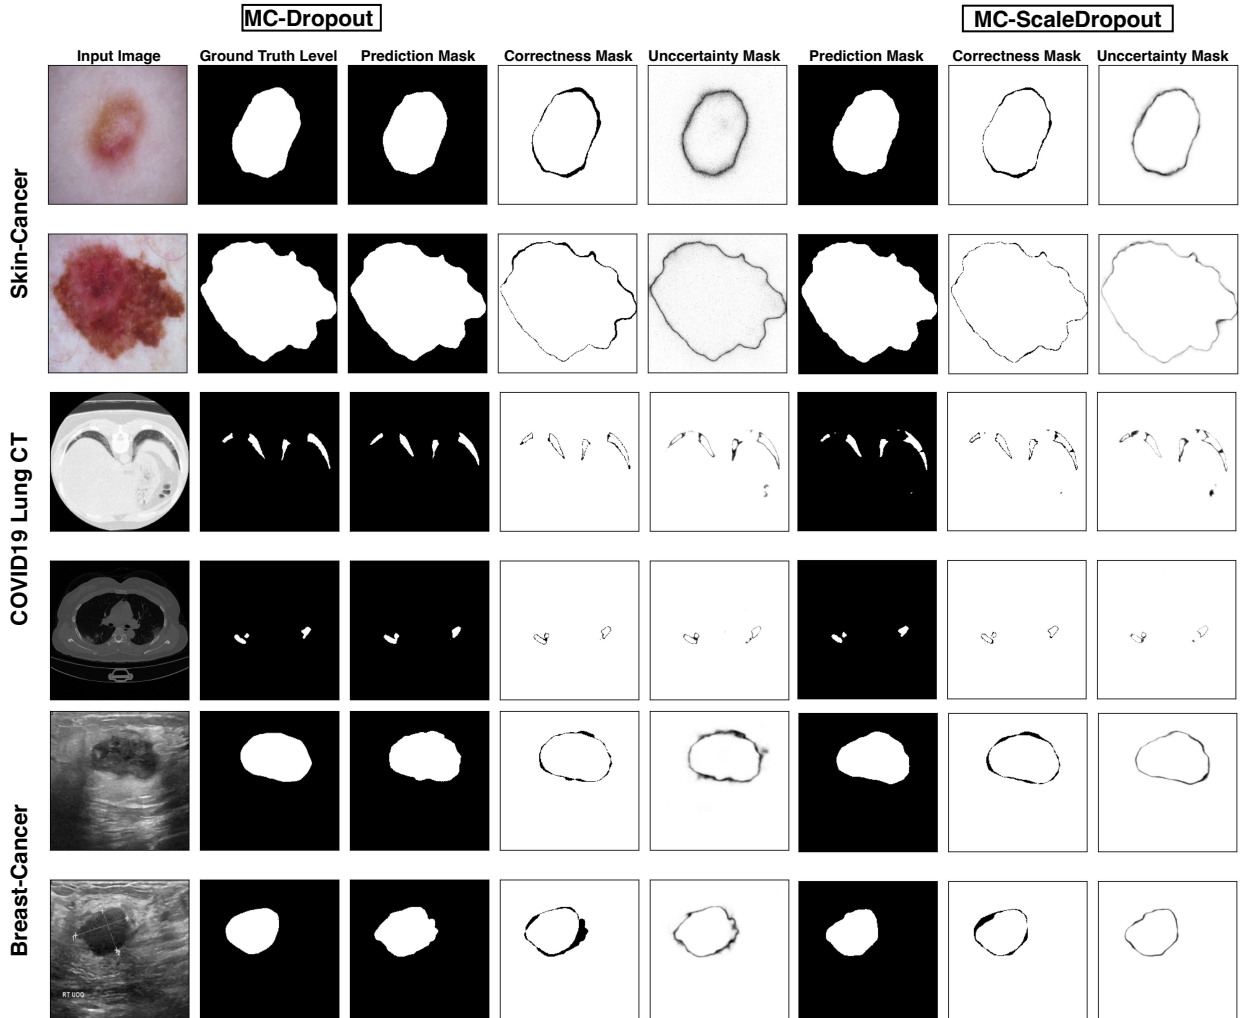 MC-Dropout
MC-ScaleDropout
Input Image
Ground Truth Level
Prediction Mask
Correctness Mask
Unccertainty Mask
Prediction Mask
Correctness Mask
Unccertainty Mask
Skin-Cancer
COVID19 Lung CT
Breast-Cancer
RT UOQ